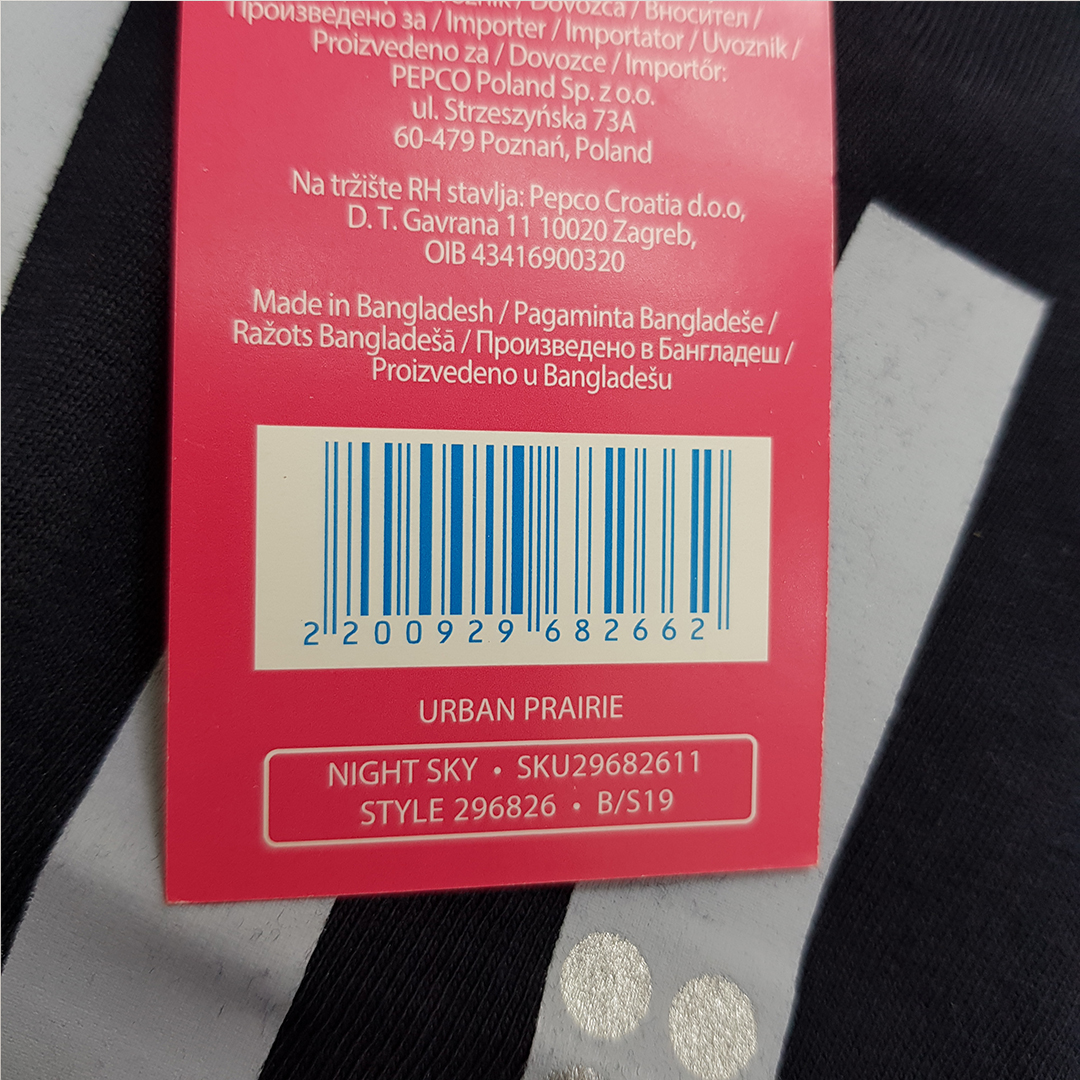 Dovozca / Вносител /
Произведено за / Importer / Importator / Uvoznik /
Proizvedeno za / Dovozce / Importőr:
PEPCO Poland Sp. z o.o.
ul. Strzeszyńska 73A
60-479 Poznań, Poland
Na tržište RH stavlja: Pepco Croatia d.o.o,
D. T. Gavrana 11 10020 Zagreb,
OIB 43416900320
Made in Bangladesh / Pagaminta Bangladeše /
Ražots Bangladešā / Произведено в Бангладеш /
Proizvedeno u Bangladešu
2 200929 682662
URBAN PRAIRIE
NIGHT SKY • SKU29682611
STYLE 296826 • B/S19